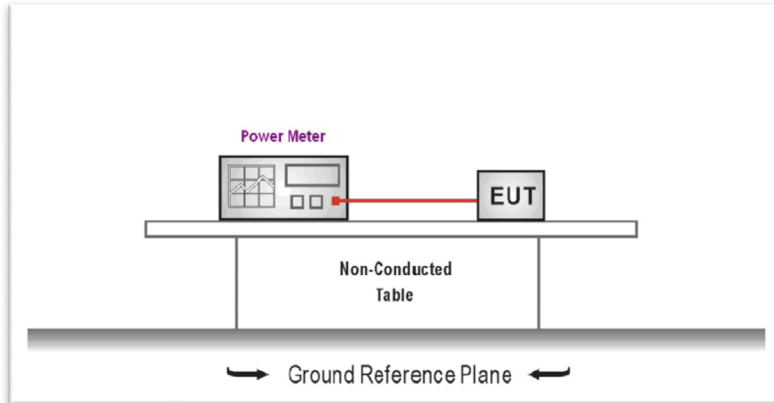 Power Meter
EUT
Non-Conducted
Table
Ground Reference Plane